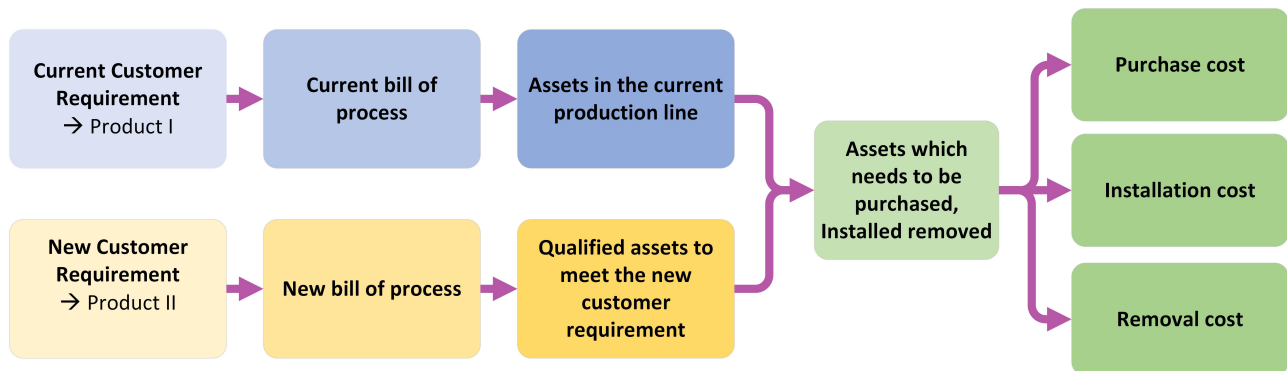 Current Customer
Requirement
→ Product I
Current bill of
process
Assets in the current
production line
New Customer
Requirement
→ Product II
New bill of process
Qualified assets to
meet the new
customer
requirement
Assets which
needs to be
purchased,
Installed removed
Purchase cost
Installation cost
Removal cost